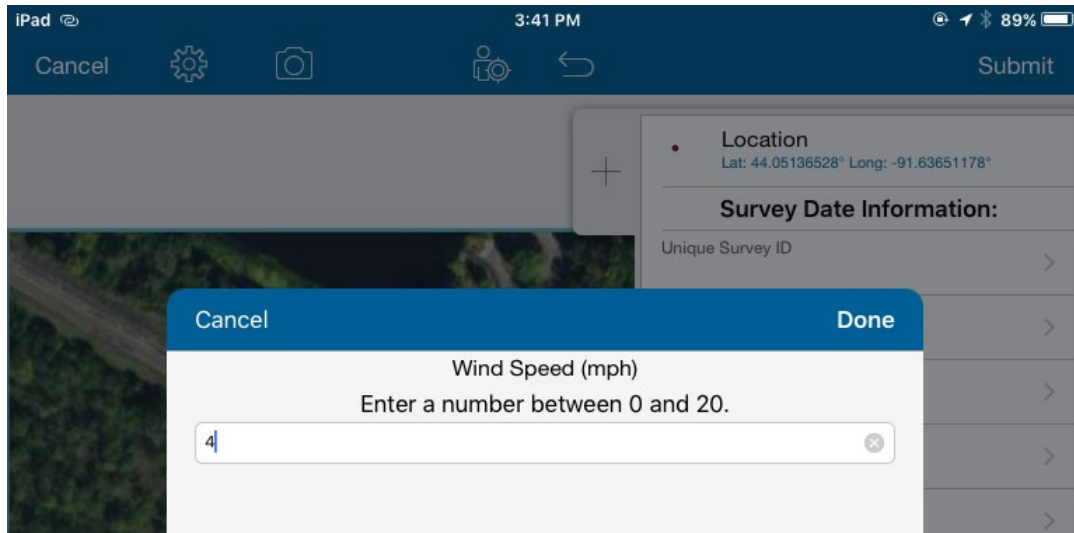 iPad 3:41 PM 89%
Cancel Submit
Location
Lat: 44.05136528° Long: -91.63651178°
Survey Date Information:
Unique Survey ID
Cancel Done
Wind Speed (mph)
Enter a number between 0 and 20.
4